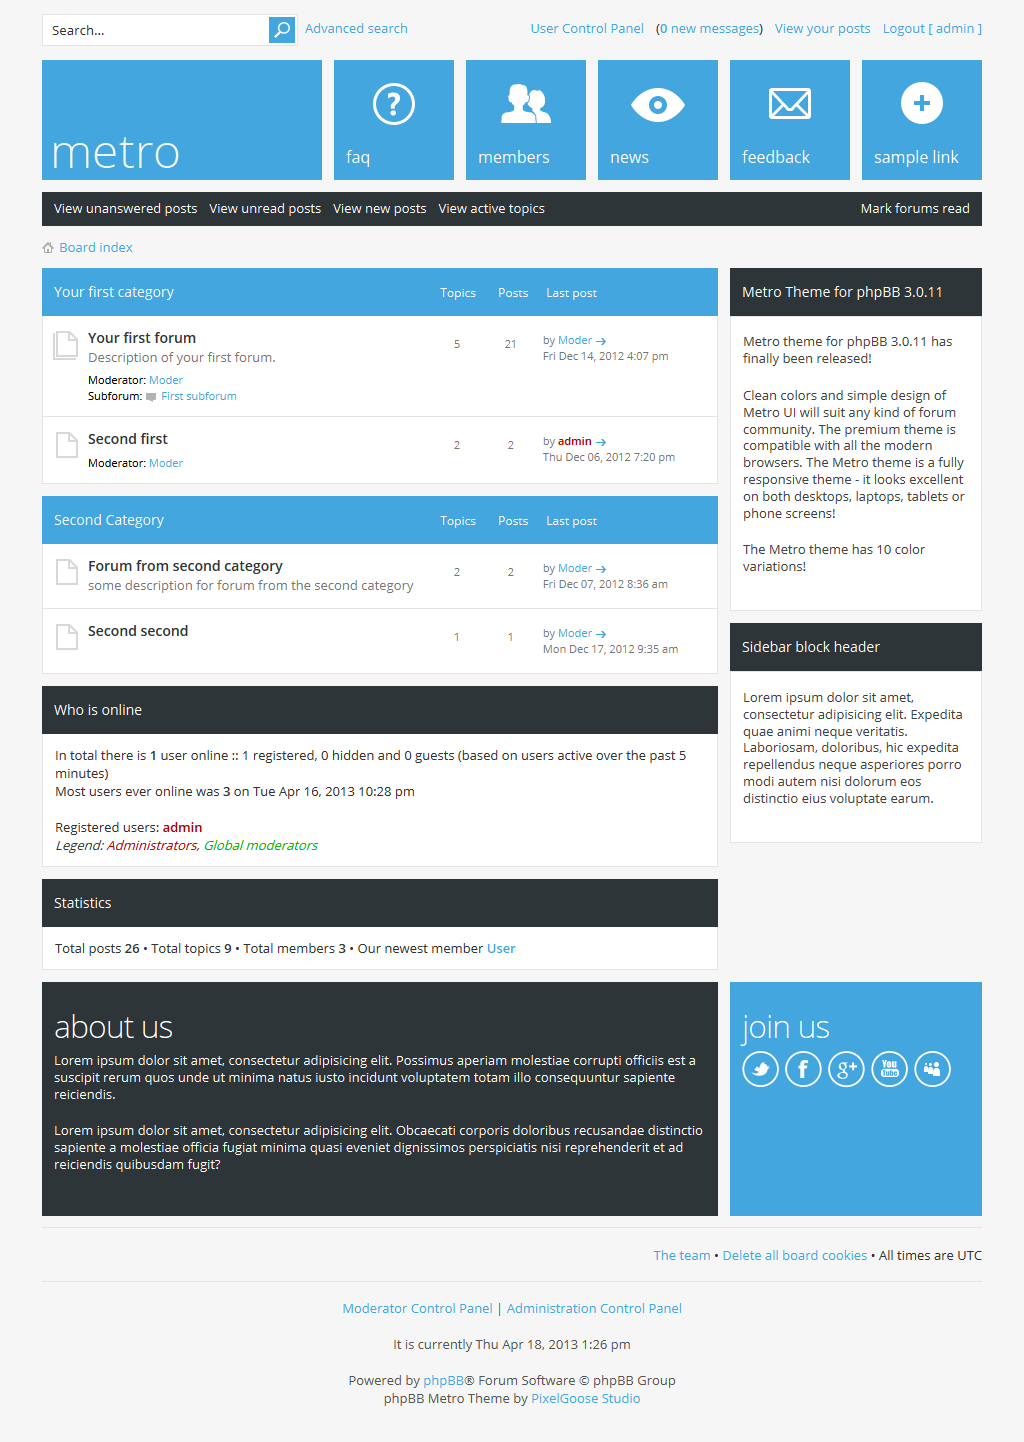 Search...
Advanced search
User Control Panel (0 new messages) View your posts Logout [ admin ]
metro
faq
members
news
feedback
sample link
View unanswered posts View unread posts View new posts View active topics
Mark forums read
Board index
Your first category Topics Posts Last post
Your first forum
Description of your first forum.
Moderator: Moder
Subforum: First subforum
5 21
by Moder
Fri Dec 14, 2012 4:07 pm
Second first
Moderator: Moder
2 2
by admin
Thu Dec 06, 2012 7:20 pm
Second Category Topics Posts Last post
Forum from second category
some description for forum from the second category
2 2
by Moder
Fri Dec 07, 2012 8:36 am
Second second
1 1
by Moder
Mon Dec 17, 2012 9:35 am
Who is online
In total there is 1 user online :: 1 registered, 0 hidden and 0 guests (based on users active over the past 5
minutes)
Most users ever online was 3 on Tue Apr 16, 2013 10:28 pm
Registered users: admin
Legend: Administrators, Global moderators
Statistics
Total posts 26 • Total topics 9 • Total members 3 • Our newest member User
Metro Theme for phpBB 3.0.11
Metro theme for phpBB 3.0.11 has
finally been released!
Clean colors and simple design of
Metro UI will suit any kind of forum
community. The premium theme is
compatible with all the modern
browsers. The Metro theme is a fully
responsive theme - it looks excellent
on both desktops, laptops, tablets or
phone screens!
The Metro theme has 10 color
variations!
Sidebar block header
Lorem ipsum dolor sit amet,
consectetur adipisicing elit. Expedita
quae animi neque veritatis.
Laboriosam, doloribus, hic expedita
repellendus neque asperiores porro
modi autem nisi dolorum eos
distinctio eius voluptate earum.
about us
Lorem ipsum dolor sit amet, consectetur adipisicing elit. Possimus aperiam molestiae corrupti officiis est a
suscipit rerum quos unde ut minima natus iusto incidunt voluptatem totam illo consequuntur sapiente
reiciendis.
Lorem ipsum dolor sit amet, consectetur adipisicing elit. Obcaecati corporis doloribus recusandae distinctio
sapiente a molestiae officia fugiat minima quasi eveniet dignissimos perspiciatis nisi reprehenderit et ad
reiciendis quibusdam fugit?
join us
f g+ You Tube
The team • Delete all board cookies • All times are UTC
Moderator Control Panel | Administration Control Panel
It is currently Thu Apr 18, 2013 1:26 pm
Powered by phpBB® Forum Software © phpBB Group
phpBB Metro Theme by PixelGoose Studio